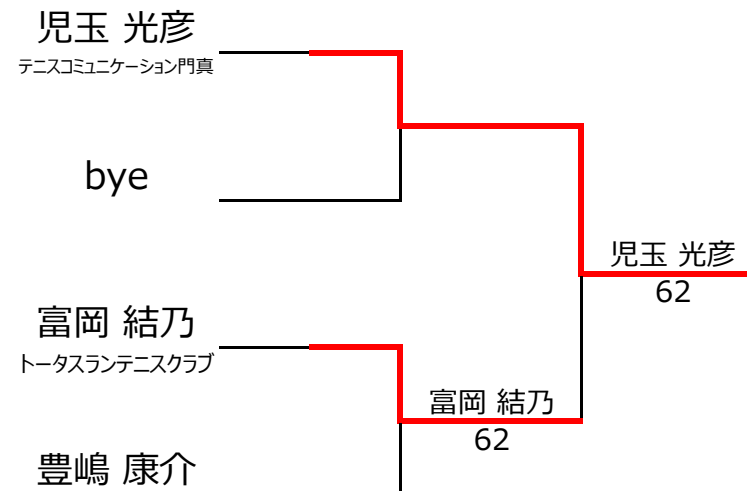 児玉 光彦
テニスコミュニケーション門真
bye
児玉 光彦
62
富岡 結乃
トータスランテニスクラブ
富岡 結乃
62
豊嶋 康介